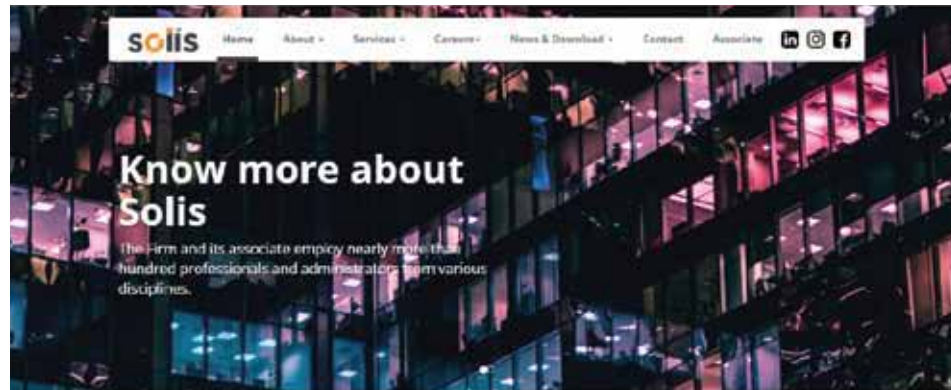 solis
Home About Services Careers News & Download Contact Associate
Know more about
Solis
The Firm and its associate employ nearly more than
hundred professionals and administrators from various
disciplines.